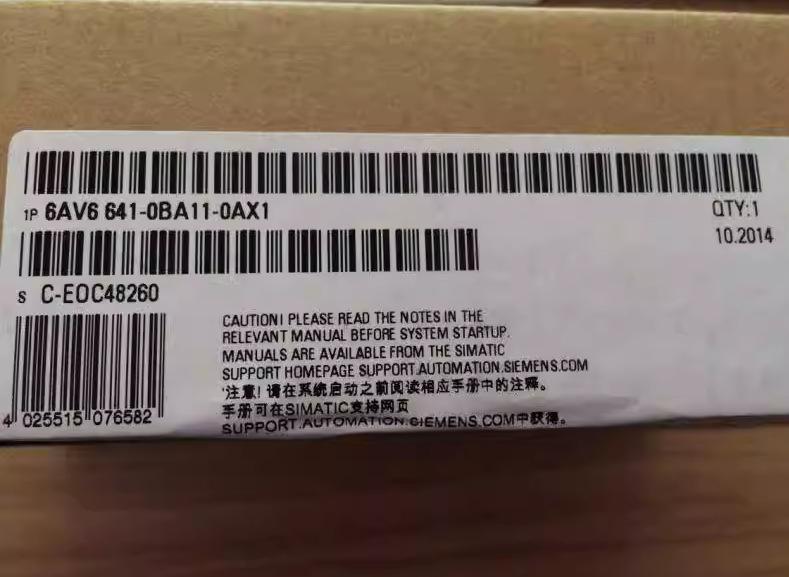 1P 6AV6 641-0BA11-0AX1
QTY:1
10.2014
S C-EOC48260
CAUTION! PLEASE READ THE NOTES IN THE
RELEVANT MANUAL BEFORE SYSTEM STARTUP.
MANUALS ARE AVAILABLE FROM THE SIMATIC
SUPPORT HOMEPAGE SUPPORT.AUTOMATION.SIEMENS.COM
注意! 请在系统启动之前阅读相应手册中的注释。
手册可在SIMATIC支持网页
SUPPORT.AUTOMATION.SIEMENS.COM中获得。
4 025515 076582